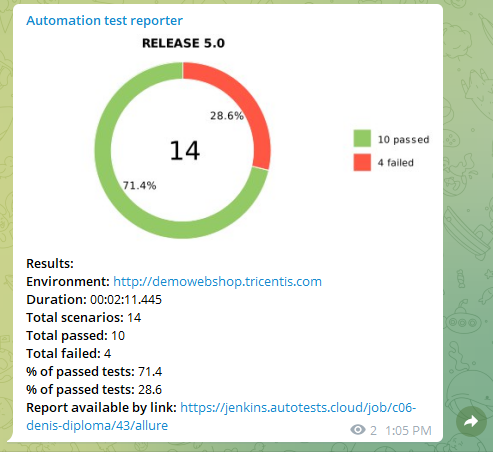 Automation test reporter
RELEASE 5.0
28.6%
10 passed
14
4 failed
71.4%
Results:
Environment: http://demowebshop.tricentis.com
Duration: 00:02:11.445
Total scenarios: 14
Total passed: 10
Total failed: 4
% of passed tests: 71.4
% of passed tests: 28.6
Report available by link: https://jenkins.autotests.cloud/job/c06-
denis-diploma/43/allure
2 1:05 PM